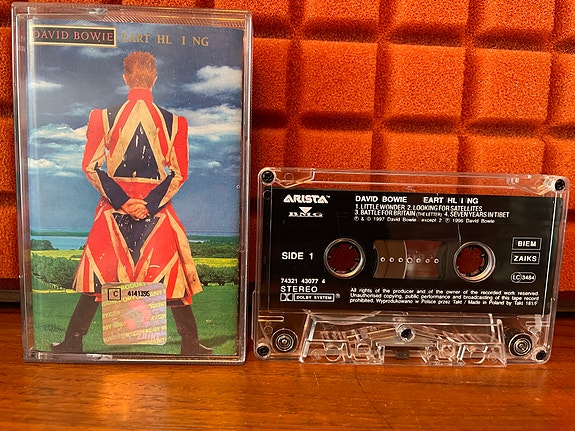 DAVID BOWIE EART HL I NG
C 4141395
ARISTA
BMG
DAVID BOWIE EART HL I NG
1. LITTLE WONDER 2. LOOKING FOR SATELLITES
3. BATTLE FOR BRITAIN (THE LETTER) 4. SEVEN YEARS IN TIBET
℗ & © 1997 David Bowie except 2 ℗ 1996 David Bowie
SIDE 1
BIEM
ZAIKS
LC 3484
74321 43077 4
STEREO
DOLBY SYSTEM
All rights of the producer and of the owner of the recorded work reserved.
Unauthorised copying, public performance and broadcasting of this tape record
prohibited. Wyprodukowano w Polsce przez Takt / Made in Poland by Takt